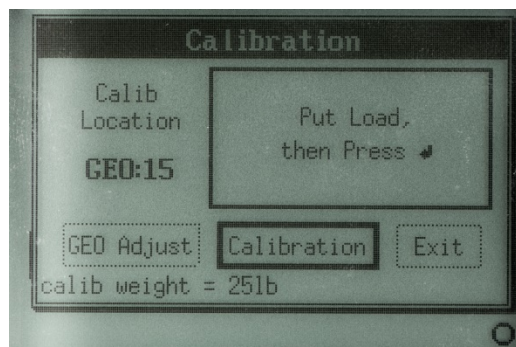 Calibration
Calib
Location
GEO:15
Put Load,
then Press ↲
GEO Adjust
Calibration
Exit
calib weight = 25lb